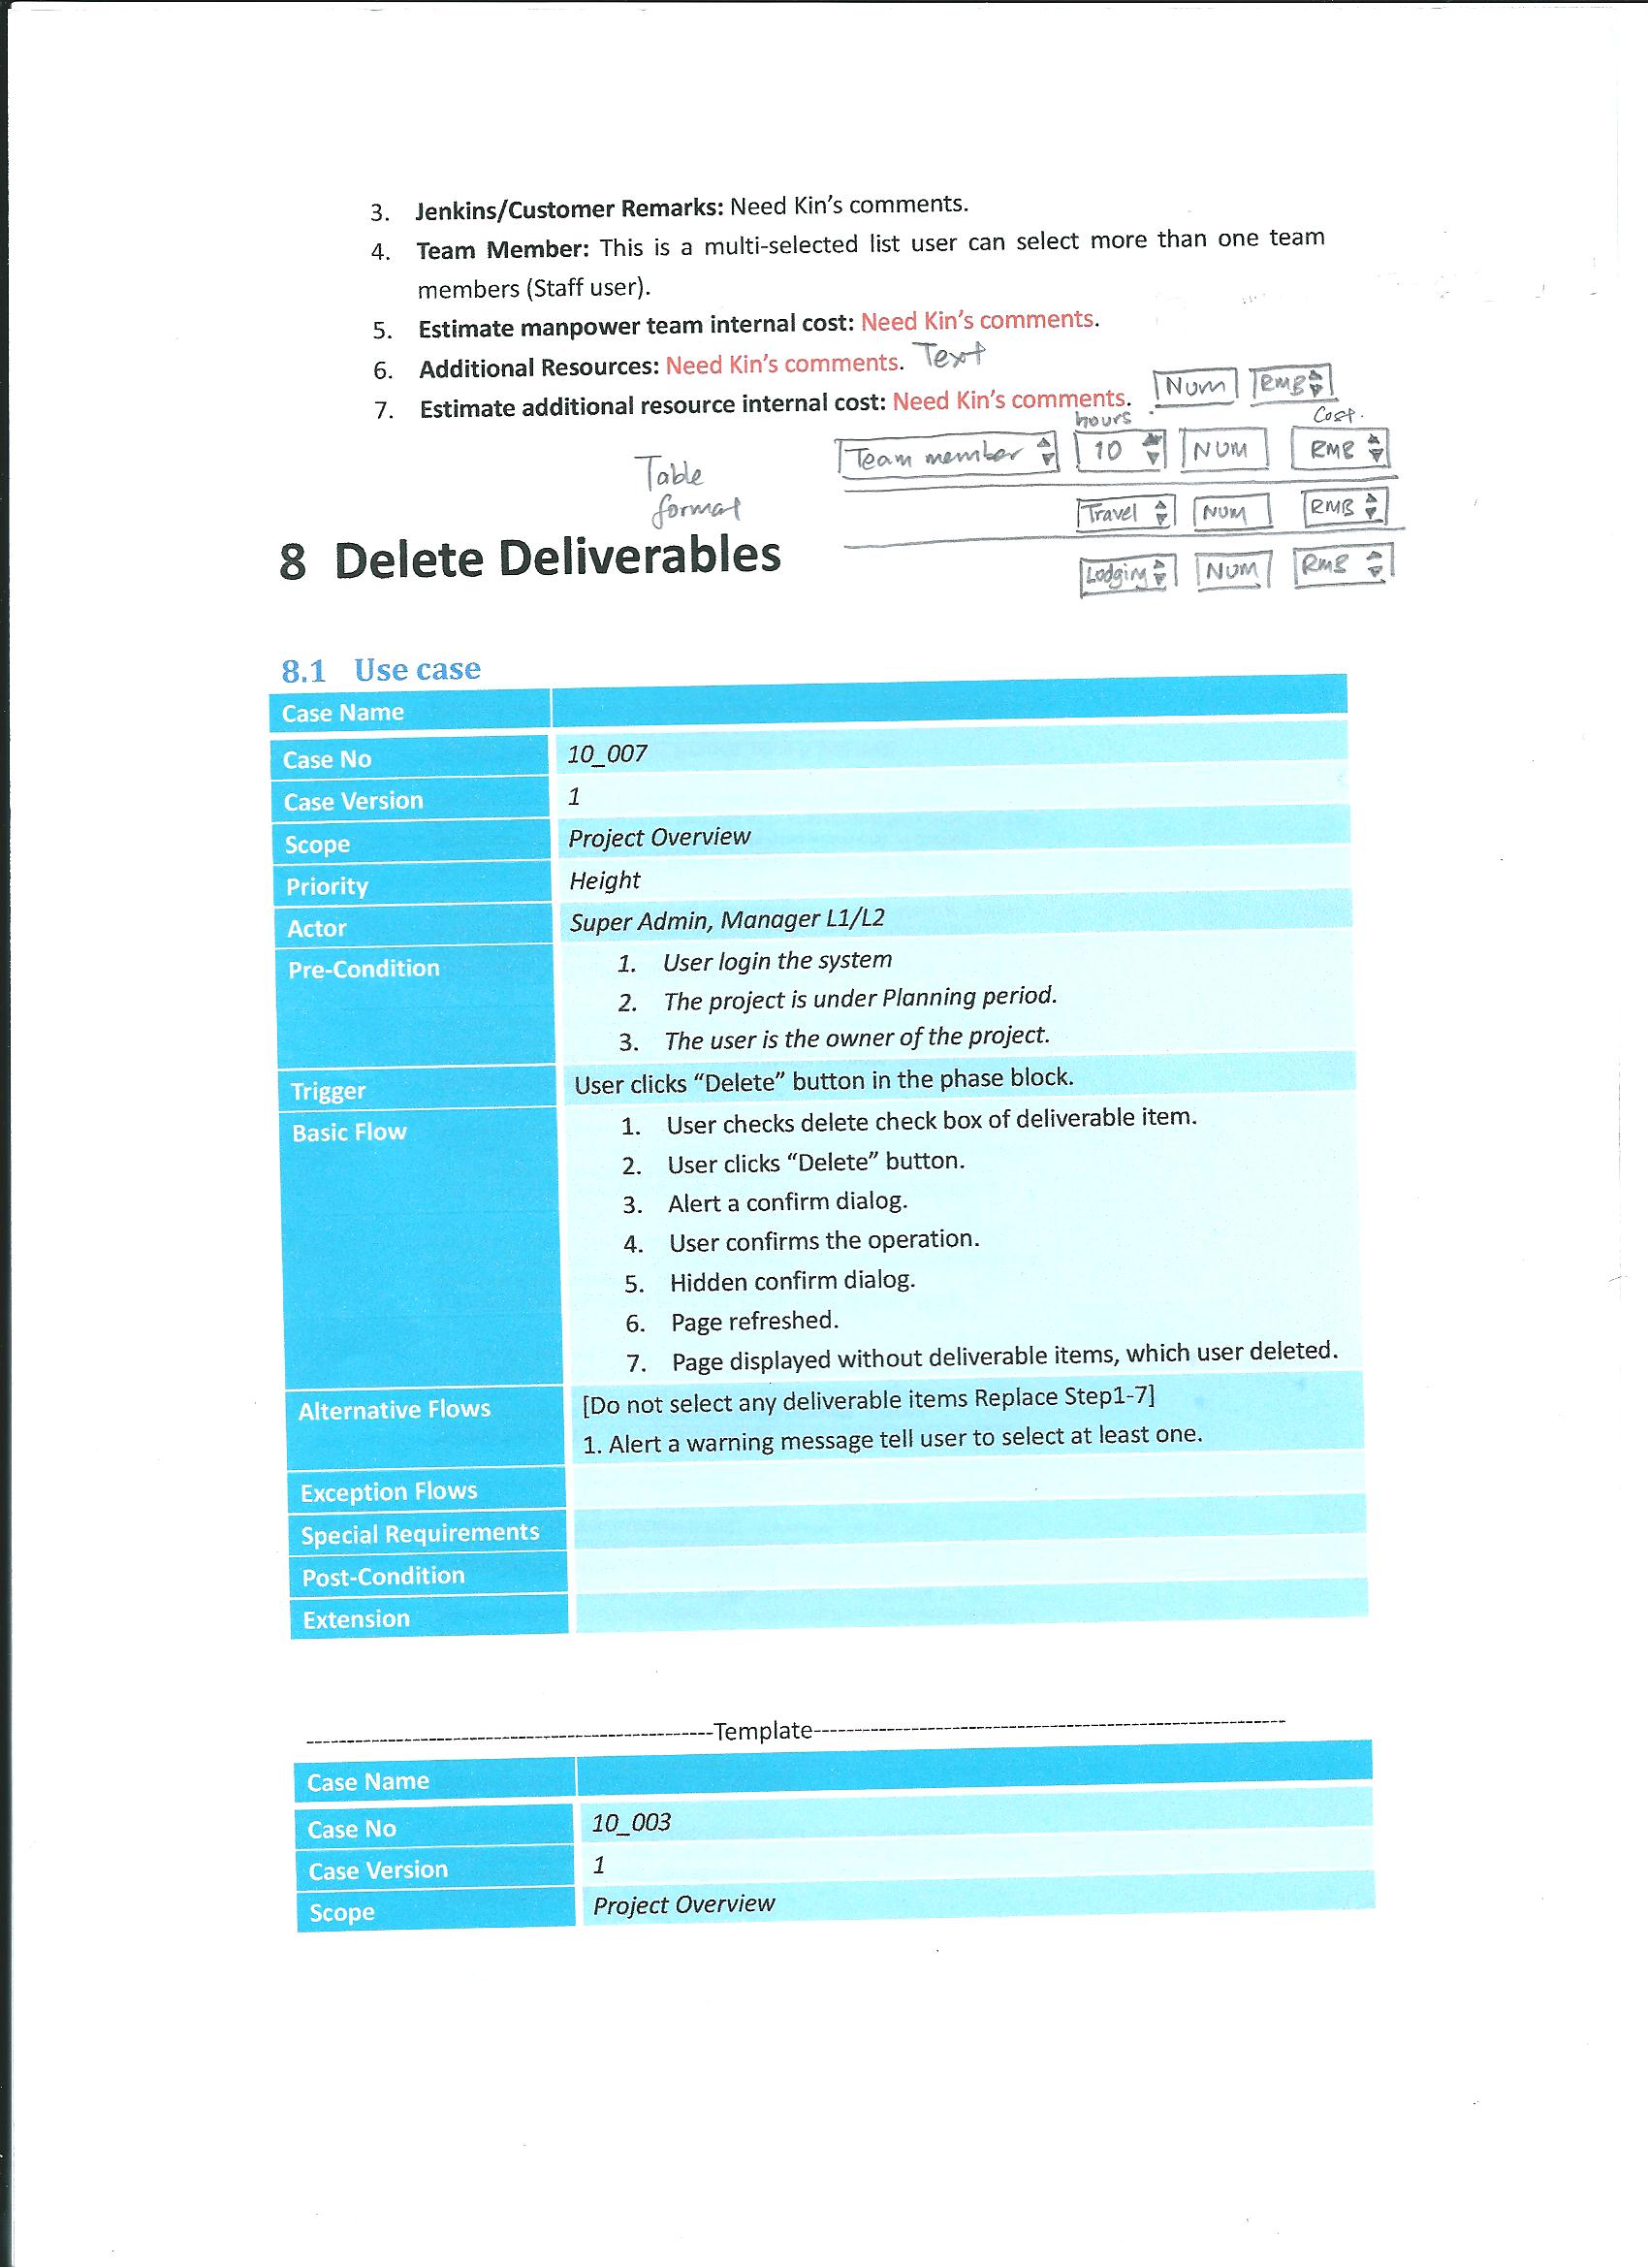 3. Jenkins/Customer Remarks: Need Kin's comments.
4. Team Member: This is a multi-selected list user can select more than one team
members (Staff user).
5. Estimate manpower team internal cost: Need Kin's comments.
6. Additional Resources: Need Kin's comments. Text
7. Estimate additional resource internal cost: Need Kin's comments. Num RMB
hours Cost.
Team member 10 NUM RMB
Table
format
Travel NUM RMB
Lodging NUM RMB
8 Delete Deliverables
8.1 Use case
Case Name
Case No 10_007
Case Version 1
Scope Project Overview
Priority Height
Actor Super Admin, Manager L1/L2
Pre-Condition 1. User login the system
2. The project is under Planning period.
3. The user is the owner of the project.
Trigger User clicks “Delete” button in the phase block.
Basic Flow 1. User checks delete check box of deliverable item.
2. User clicks “Delete” button.
3. Alert a confirm dialog.
4. User confirms the operation.
5. Hidden confirm dialog.
6. Page refreshed.
7. Page displayed without deliverable items, which user deleted.
Alternative Flows [Do not select any deliverable items Replace Step1-7]
1. Alert a warning message tell user to select at least one.
Exception Flows
Special Requirements
Post-Condition
Extension
--------------------------------------------------Template----------------------------------------------------------
Case Name
Case No 10_003
Case Version 1
Scope Project Overview